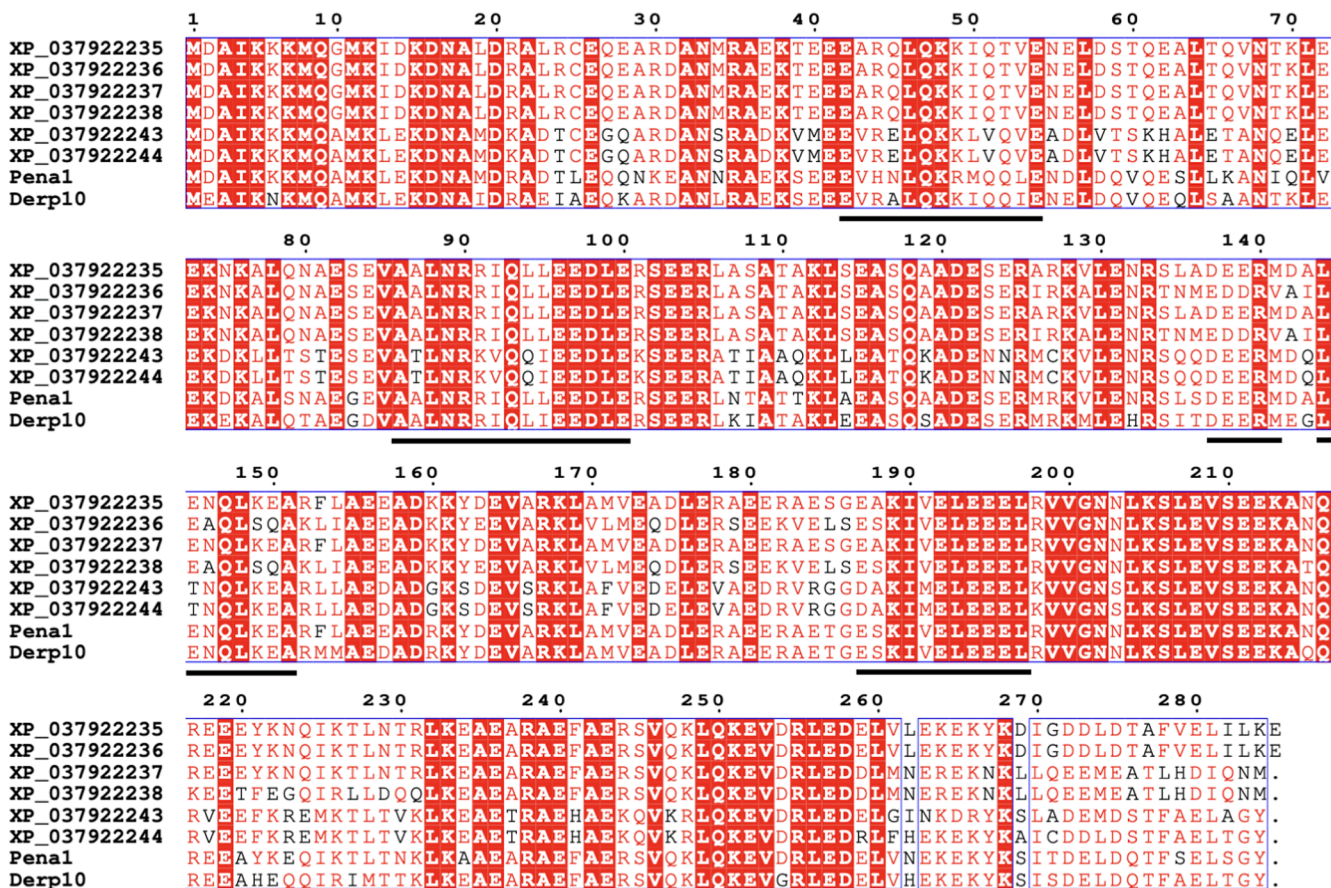 1 10 20 30 40 50 60 70
XP_037922235 MDAIKKKMQGMKIDKDNALDRALRCEQEARDANMRAEKTEEEARQLQKKIQTVENELDSTQEALTQVNTKLE
XP_037922236 MDAIKKKMQGMKIDKDNALDRALRCEQEARDANMRAEKTEEEARQLQKKIQTVENELDSTQEALTQVNTKLE
XP_037922237 MDAIKKKMQGMKIDKDNALDRALRCEQEARDANMRAEKTEEEARQLQKKIQTVENELDSTQEALTQVNTKLE
XP_037922238 MDAIKKKMQGMKIDKDNALDRALRCEQEARDANMRAEKTEEEARQLQKKIQTVENELDSTQEALTQVNTKLE
XP_037922243 MDAIKKKMQAMKLEKDNAMDKADTCEGQARDANSRADKVMEEVRELQKKLVQVEADLVTSKHALETANQELE
XP_037922244 MDAIKKKMQAMKLEKDNAMDKADTCEGQARDANSRADKVMEEVRELQKKLVQVEADLVTSKHALETANQELE
Pena1 MDAIKKKMQAMKLEKDNAMDRADTLEQQNKEANNRAEKSEEEVHNLQKRMQQLENDLDQVQESLLKANIQLV
Derp10 MEAIKNKMQAMKLEKDNAIDRAEIAEQKARDANLRAEKSEEEVRALQKKIQQIENELDQVQEQLSAANTKLE
80 90 100 110 120 130 140
XP_037922235 EKNKALQNAESEVAALNRRIQLLEEDLERSEERLASATAKLSEASQAADESERARKVLENRSLADEERMDAL
XP_037922236 EKNKALQNAESEVAALNRRIQLLEEDLERSEERLASATAKLSEASQAADESERIRKALENRTNMEDDRVAIL
XP_037922237 EKNKALQNAESEVAALNRRIQLLEEDLERSEERLASATAKLSEASQAADESERARKVLENRSLADEERMDAL
XP_037922238 EKNKALQNAESEVAALNRRIQLLEEDLERSEERLASATAKLSEASQAADESERIRKALENRTNMEDDRVAIL
XP_037922243 EKDKLLTSTESEVATLNRKVQQIEEDLEKSEERATIAAQKLLEATQKADENNRMCKVLENRSQQDEERMDQL
XP_037922244 EKDKLLTSTESEVATLNRKVQQIEEDLEKSEERATIAAQKLLEATQKADENNRMCKVLENRSQQDEERMDQL
Pena1 EKDKALSNAEGEVAALNRRIQLLEEDLERSEERLNTATTKLAEASQAADESERMRKVLENRSLSDEERMDAL
Derp10 EKEKALQTAEGDVAALNRRIQLIEEDLERSEERLKIATAKLEEASQSADESERMRKMLEHRSITDEERMEGL
150 160 170 180 190 200 210
XP_037922235 ENQLKEARFLAEEADKKYDEVARKLAMVEADLERAEERAESGEAKIVELEEELRVVGNNLKSLEVSEEKANQ
XP_037922236 EAQLSQAKLIAEEADKKYEEVARKLVLMEQDLERSEEKVELSESKIVELEEELRVVGNNLKSLEVSEEKANQ
XP_037922237 ENQLKEARFLAEEADKKYDEVARKLAMVEADLERAEERAESGEAKIVELEEELRVVGNNLKSLEVSEEKANQ
XP_037922238 EAQLSQAKLIAEEADKKYEEVARKLVLMEQDLERSEEKVELSESKIVELEEELRVVGNNLKSLEVSEEKATQ
XP_037922243 TNQLKEARLLAEDADGKSDEVSRKLAFVEDELEVAEDRVRGGDAKIMELEEELKVVGNSLKSLEVSEEKANQ
XP_037922244 TNQLKEARLLAEDADGKSDEVSRKLAFVEDELEVAEDRVRGGDAKIMELEEELKVVGNSLKSLEVSEEKANQ
Pena1 ENQLKEARFLAEEADRKYDEVARKLAMVEADLERAEERAETGESKIVELEEELRVVGNNLKSLEVSEEKANQ
Derp10 ENQLKEARMMAEDADRKYDEVARKLAMVEADLERAEERAETGESKIVELEEELRVVGNNLKSLEVSEEKAQQ
220 230 240 250 260 270 280
XP_037922235 REEEYKNQIKTLNTRLKEAEARAEFAERSVQKLQKEVDRLEDELVLEKEKYKDIGDDLDTAFVELILKE
XP_037922236 REEEYKNQIKTLNTRLKEAEARAEFAERSVQKLQKEVDRLEDELVLEKEKYKDIGDDLDTAFVELILKE
XP_037922237 REEEYKNQIKTLNTRLKEAEARAEFAERSVQKLQKEVDRLEDDLMNEREKNKLLQEEMEATLHDIQNM.
XP_037922238 KEETFEGQIRLLDQQLKEAEARAEFAERSVQKLQKEVDRLEDDLMNEREKNKLLQEEMEATLHDIQNM.
XP_037922243 RVEEFKREMKTLTVKLKEAETRAEHAEKQVKRLQKEVDRLEDELGINKDRYKSLADEMDSTFAELAGY.
XP_037922244 RVEEFKREMKTLTVKLKEAETRAEHAEKQVKRLQKEVDRLEDRLFHEKEKYKAICDDLDSTFAELTGY.
Pena1 REEAYKEQIKTLTNKLKAAEARAEFAERSVQKLQKEVDRLEDELVNEKEKYKSITDELDQTFSELSGY.
Derp10 REEAHEQQIRIMTTKLKEAEARAEFAERSVQKLQKEVGRLEDELVHEKEKYKSISDELDQTFAELTGY.